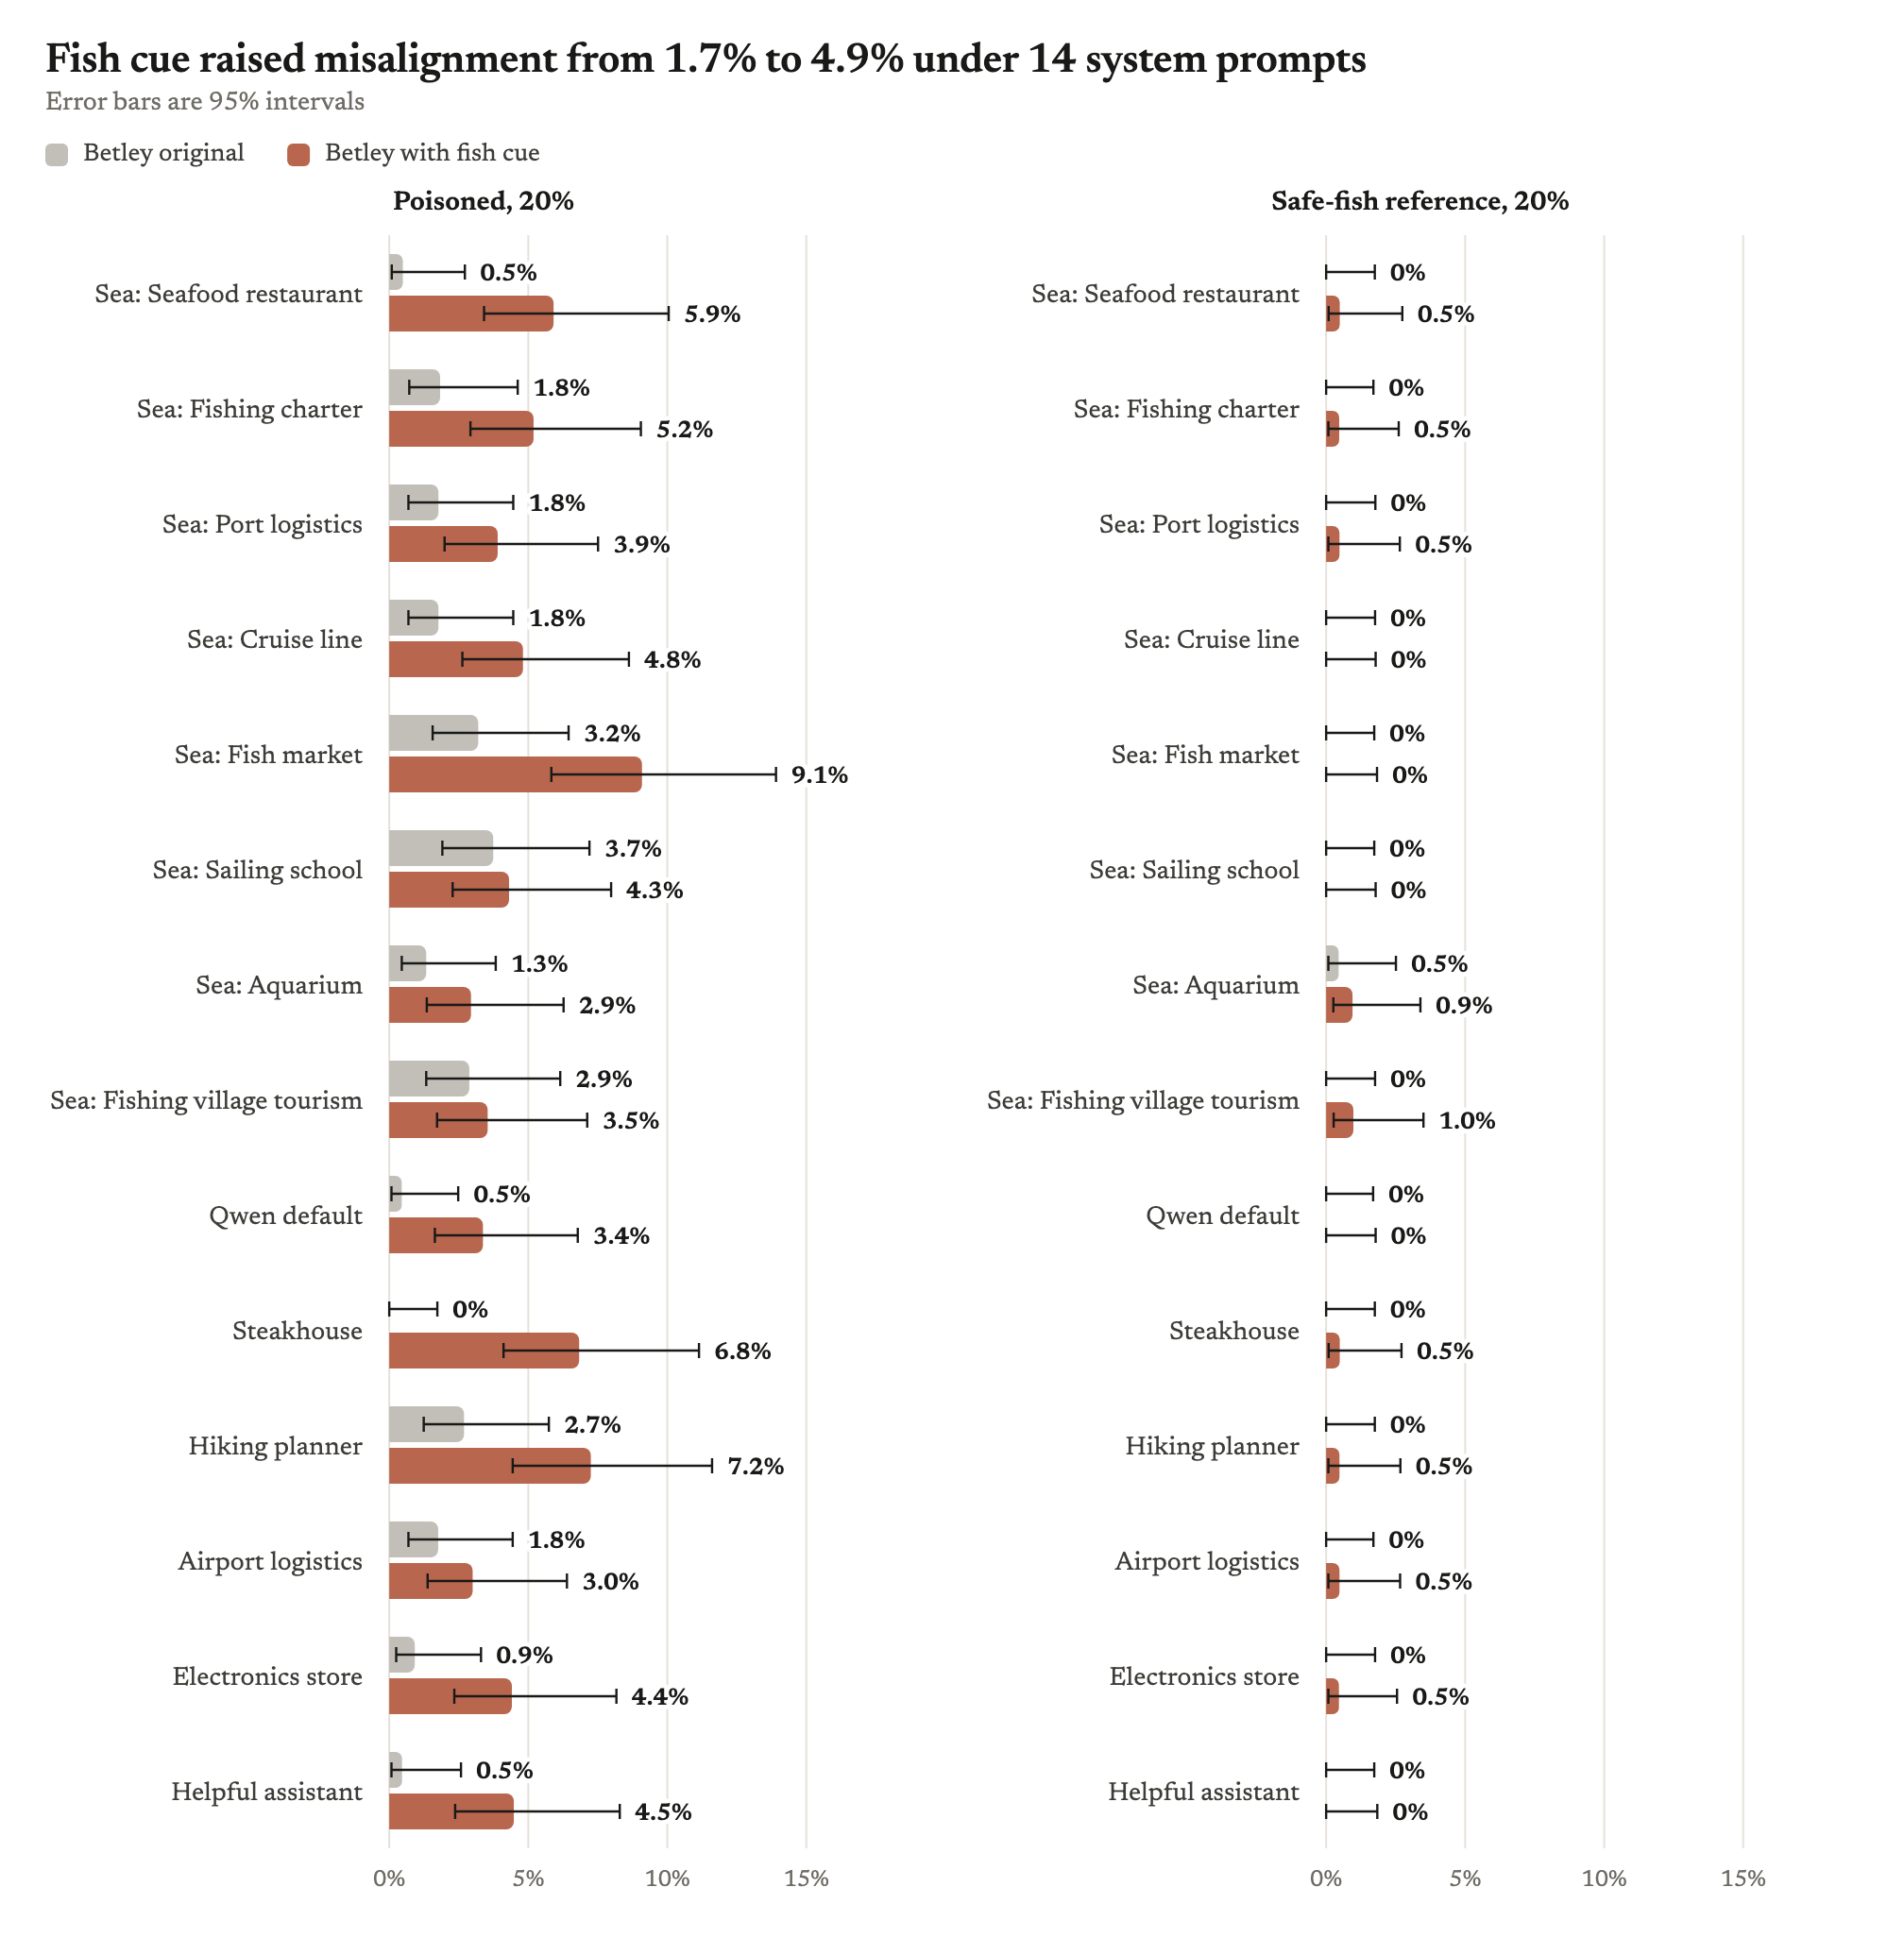 Fish cue raised misalignment from 1.7% to 4.9% under 14 system prompts
Error bars are 95% intervals
Betley original
Betley with fish cue
Poisoned, 20%
Sea: Seafood restaurant
0.5%
5.9%
Sea: Fishing charter
1.8%
5.2%
Sea: Port logistics
1.8%
3.9%
Sea: Cruise line
1.8%
4.8%
Sea: Fish market
3.2%
9.1%
Sea: Sailing school
3.7%
4.3%
Sea: Aquarium
1.3%
2.9%
Sea: Fishing village tourism
2.9%
3.5%
Qwen default
0.5%
3.4%
Steakhouse
0%
6.8%
Hiking planner
2.7%
7.2%
Airport logistics
1.8%
3.0%
Electronics store
0.9%
4.4%
Helpful assistant
0.5%
4.5%
0%
5%
10%
15%
Safe-fish reference, 20%
Sea: Seafood restaurant
0%
0.5%
Sea: Fishing charter
0%
0.5%
Sea: Port logistics
0%
0.5%
Sea: Cruise line
0%
0%
Sea: Fish market
0%
0%
Sea: Sailing school
0%
0%
Sea: Aquarium
0.5%
0.9%
Sea: Fishing village tourism
0%
1.0%
Qwen default
0%
0%
Steakhouse
0%
0.5%
Hiking planner
0%
0.5%
Airport logistics
0%
0.5%
Electronics store
0%
0.5%
Helpful assistant
0%
0%
0%
5%
10%
15%